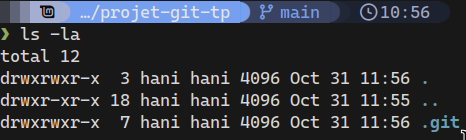 …/projet-git-tp main 10:56
❯ ls -la
total 12
drwxrwxr-x  3 hani hani 4096 Oct 31 11:56 .
drwxr-xr-x 18 hani hani 4096 Oct 31 11:55 ..
drwxrwxr-x  7 hani hani 4096 Oct 31 11:56 .git